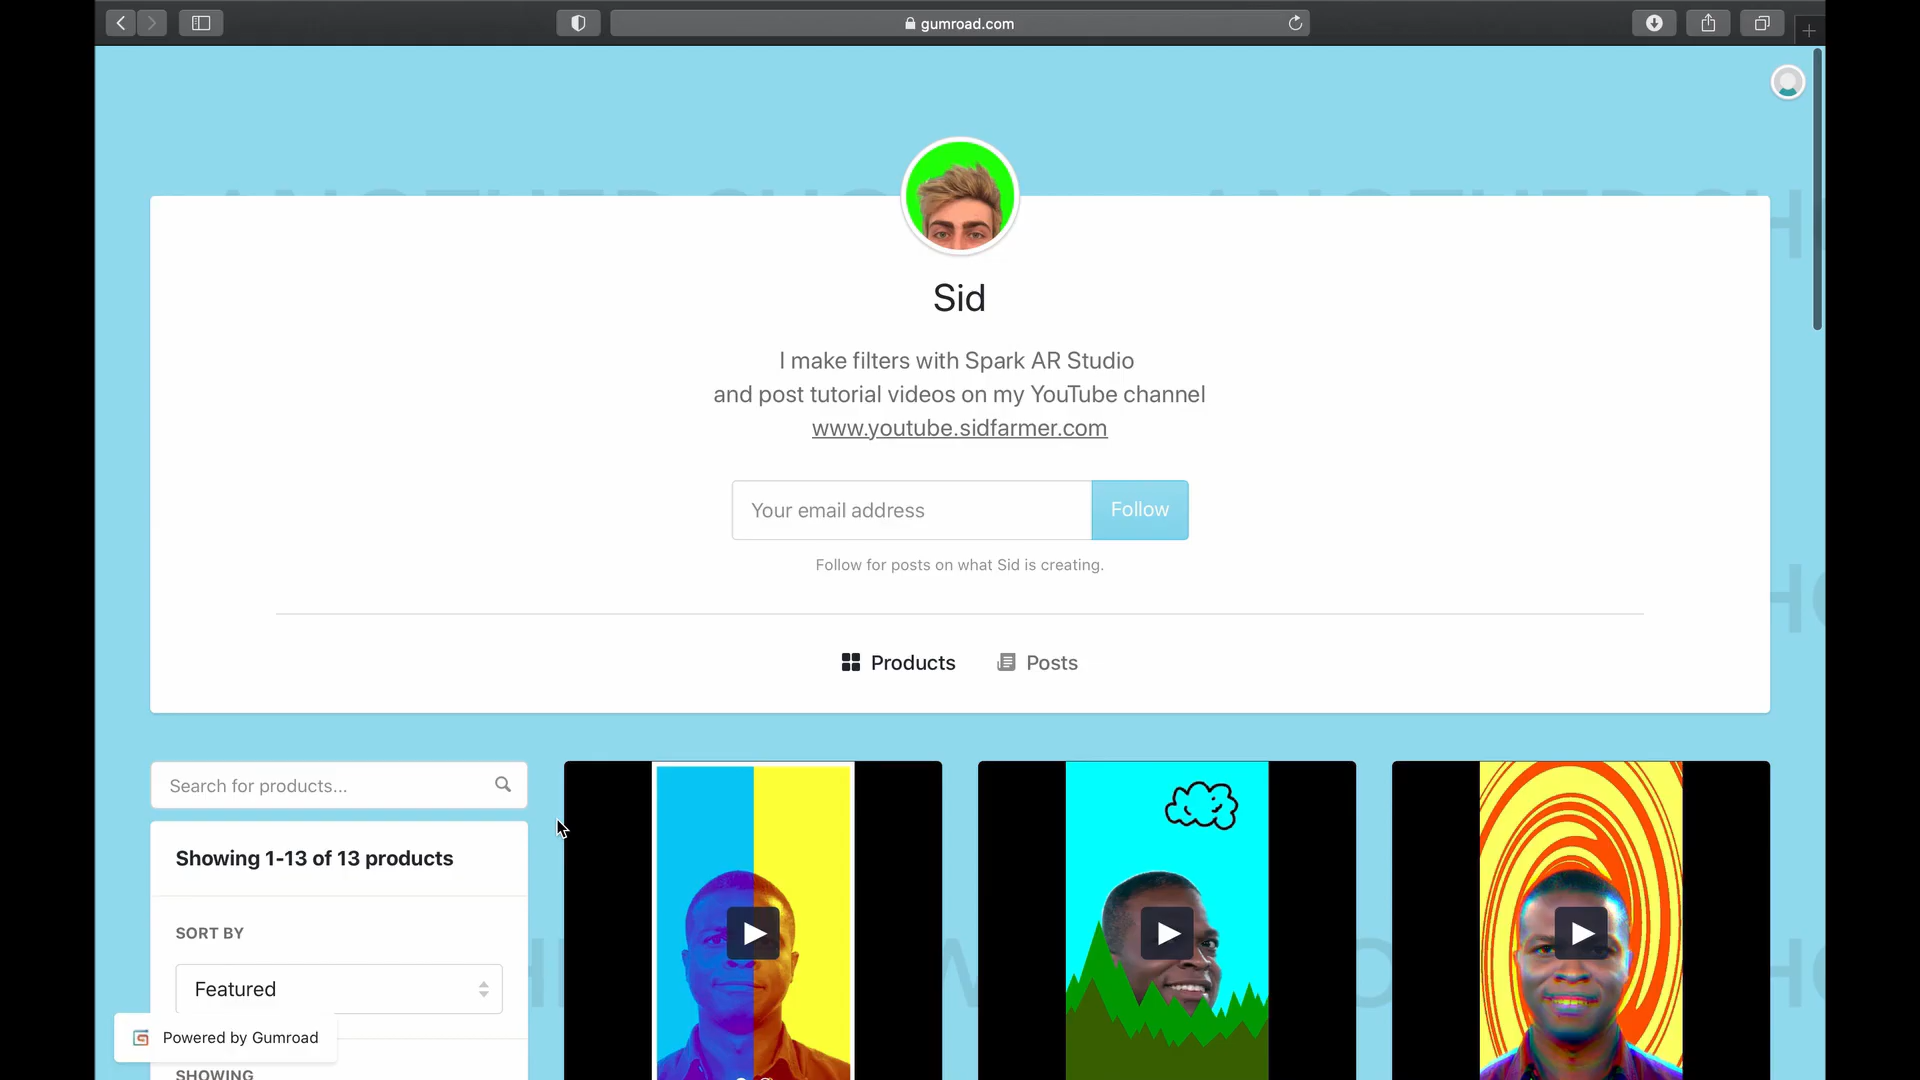 gumroad.com
Sid
I make filters with Spark AR Studio
and post tutorial videos on my YouTube channel
www.youtube.sidfarmer.com
Your email address
Follow
Follow for posts on what Sid is creating.
Products
Posts
Search for products...
Showing 1-13 of 13 products
SORT BY
Featured
Powered by Gumroad
SHOWING